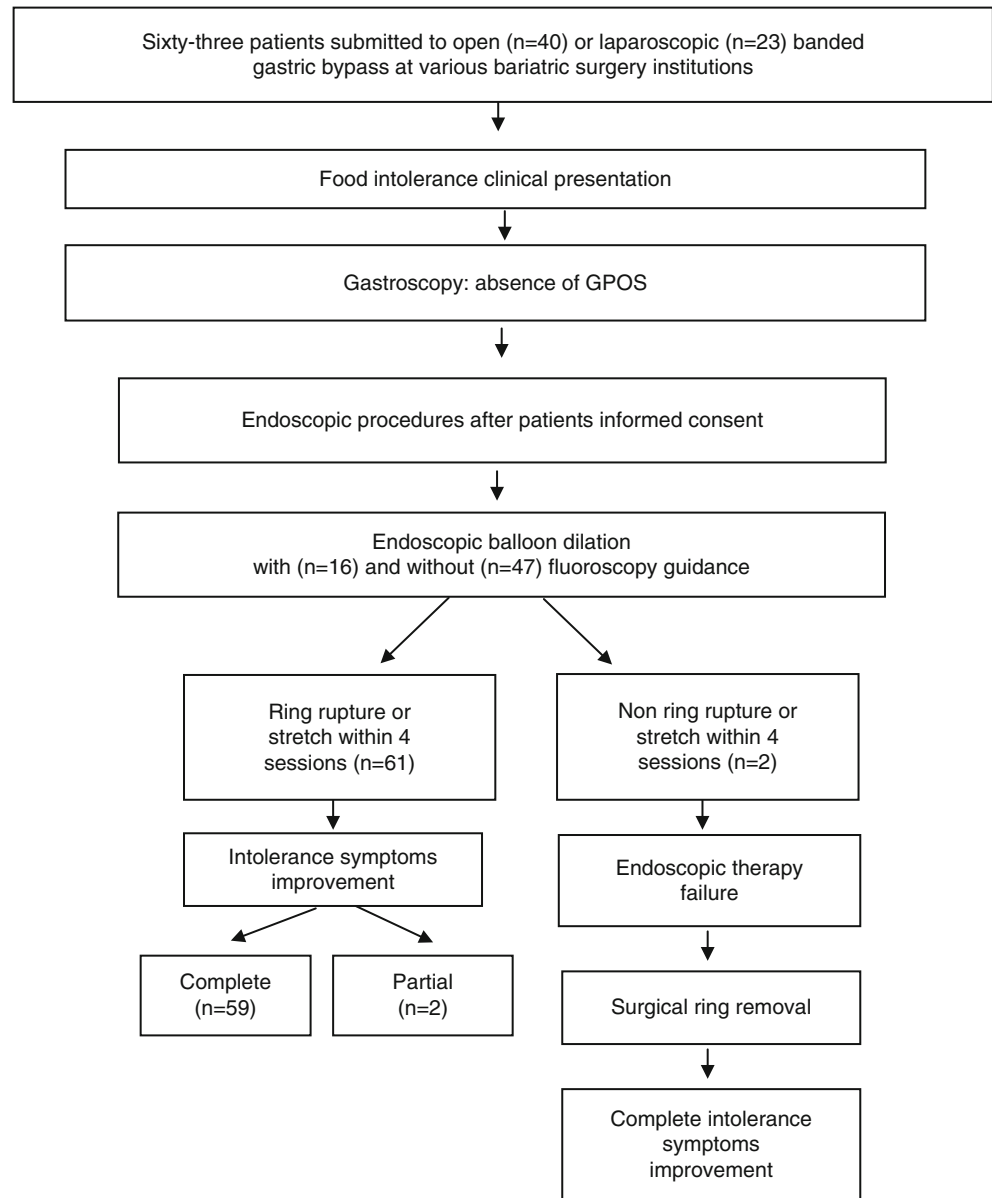 Sixty-three patients submitted to open (n=40) or laparoscopic (n=23) banded
gastric bypass at various bariatric surgery institutions
Food intolerance clinical presentation
Gastroscopy: absence of GPOS
Endoscopic procedures after patients informed consent
Endoscopic balloon dilation
with (n=16) and without (n=47) fluoroscopy guidance
Ring rupture or
stretch within 4
sessions (n=61)
Non ring rupture or
stretch within 4
sessions (n=2)
Intolerance symptoms
improvement
Endoscopic therapy
failure
Complete
(n=59)
Partial
(n=2)
Surgical ring removal
Complete intolerance
symptoms
improvement